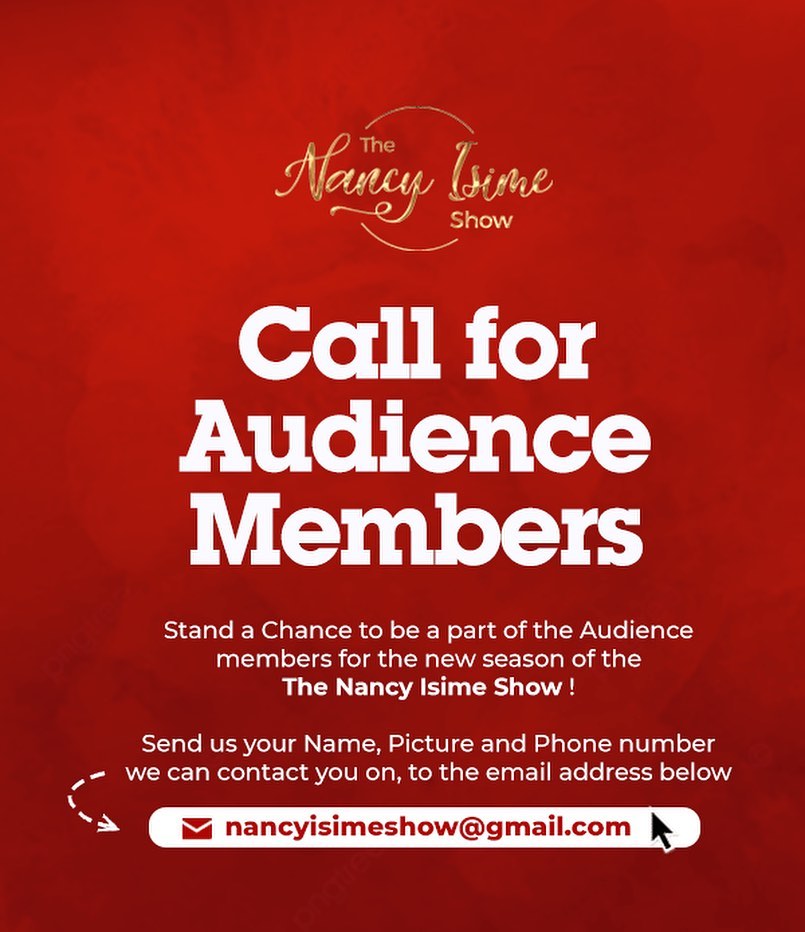 The
Nancy Isime
Show
Call for
Audience
Members
Stand a Chance to be a part of the Audience
members for the new season of the
The Nancy Isime Show !
Send us your Name, Picture and Phone number
we can contact you on, to the email address below
nancyisimeshow@gmail.com